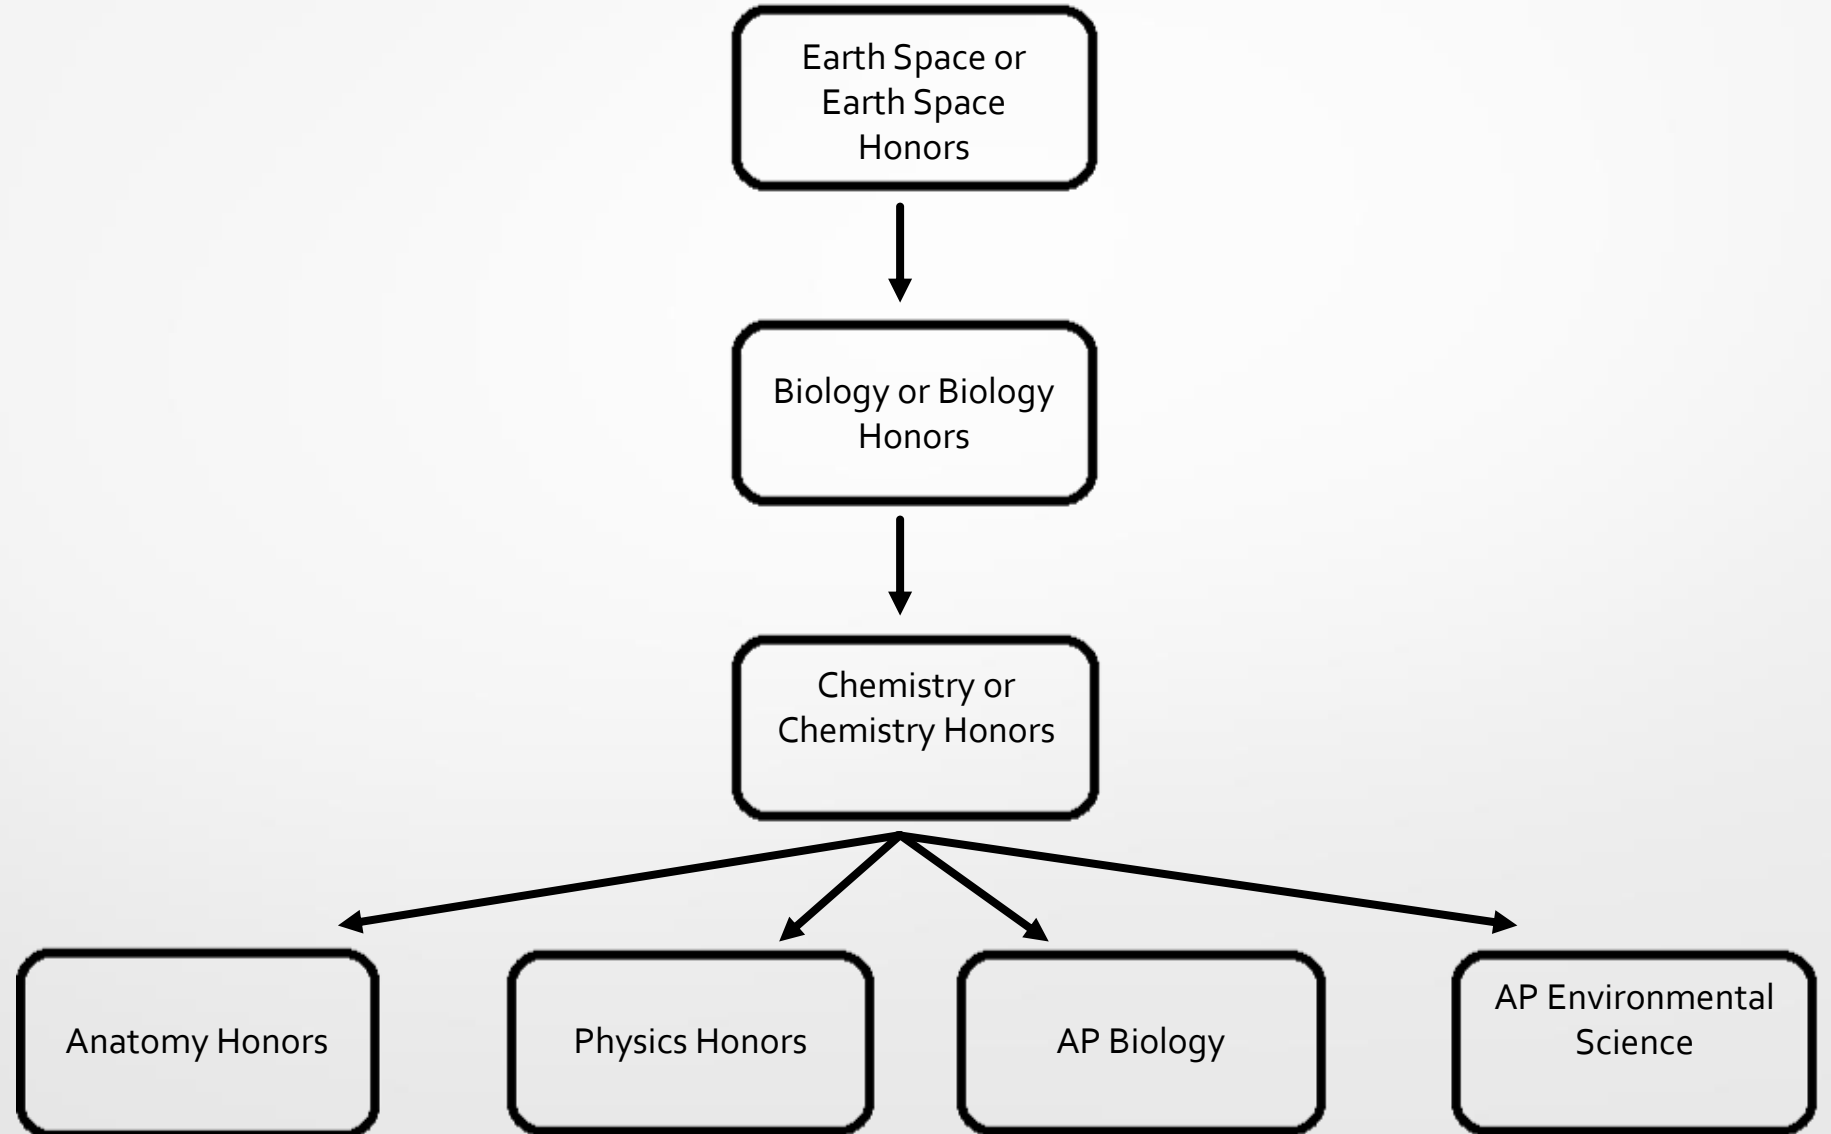 Earth Space or
Earth Space
Honors
Biology or Biology
Honors
Chemistry or
Chemistry Honors
Anatomy Honors
Physics Honors
AP Biology
AP Environmental
Science